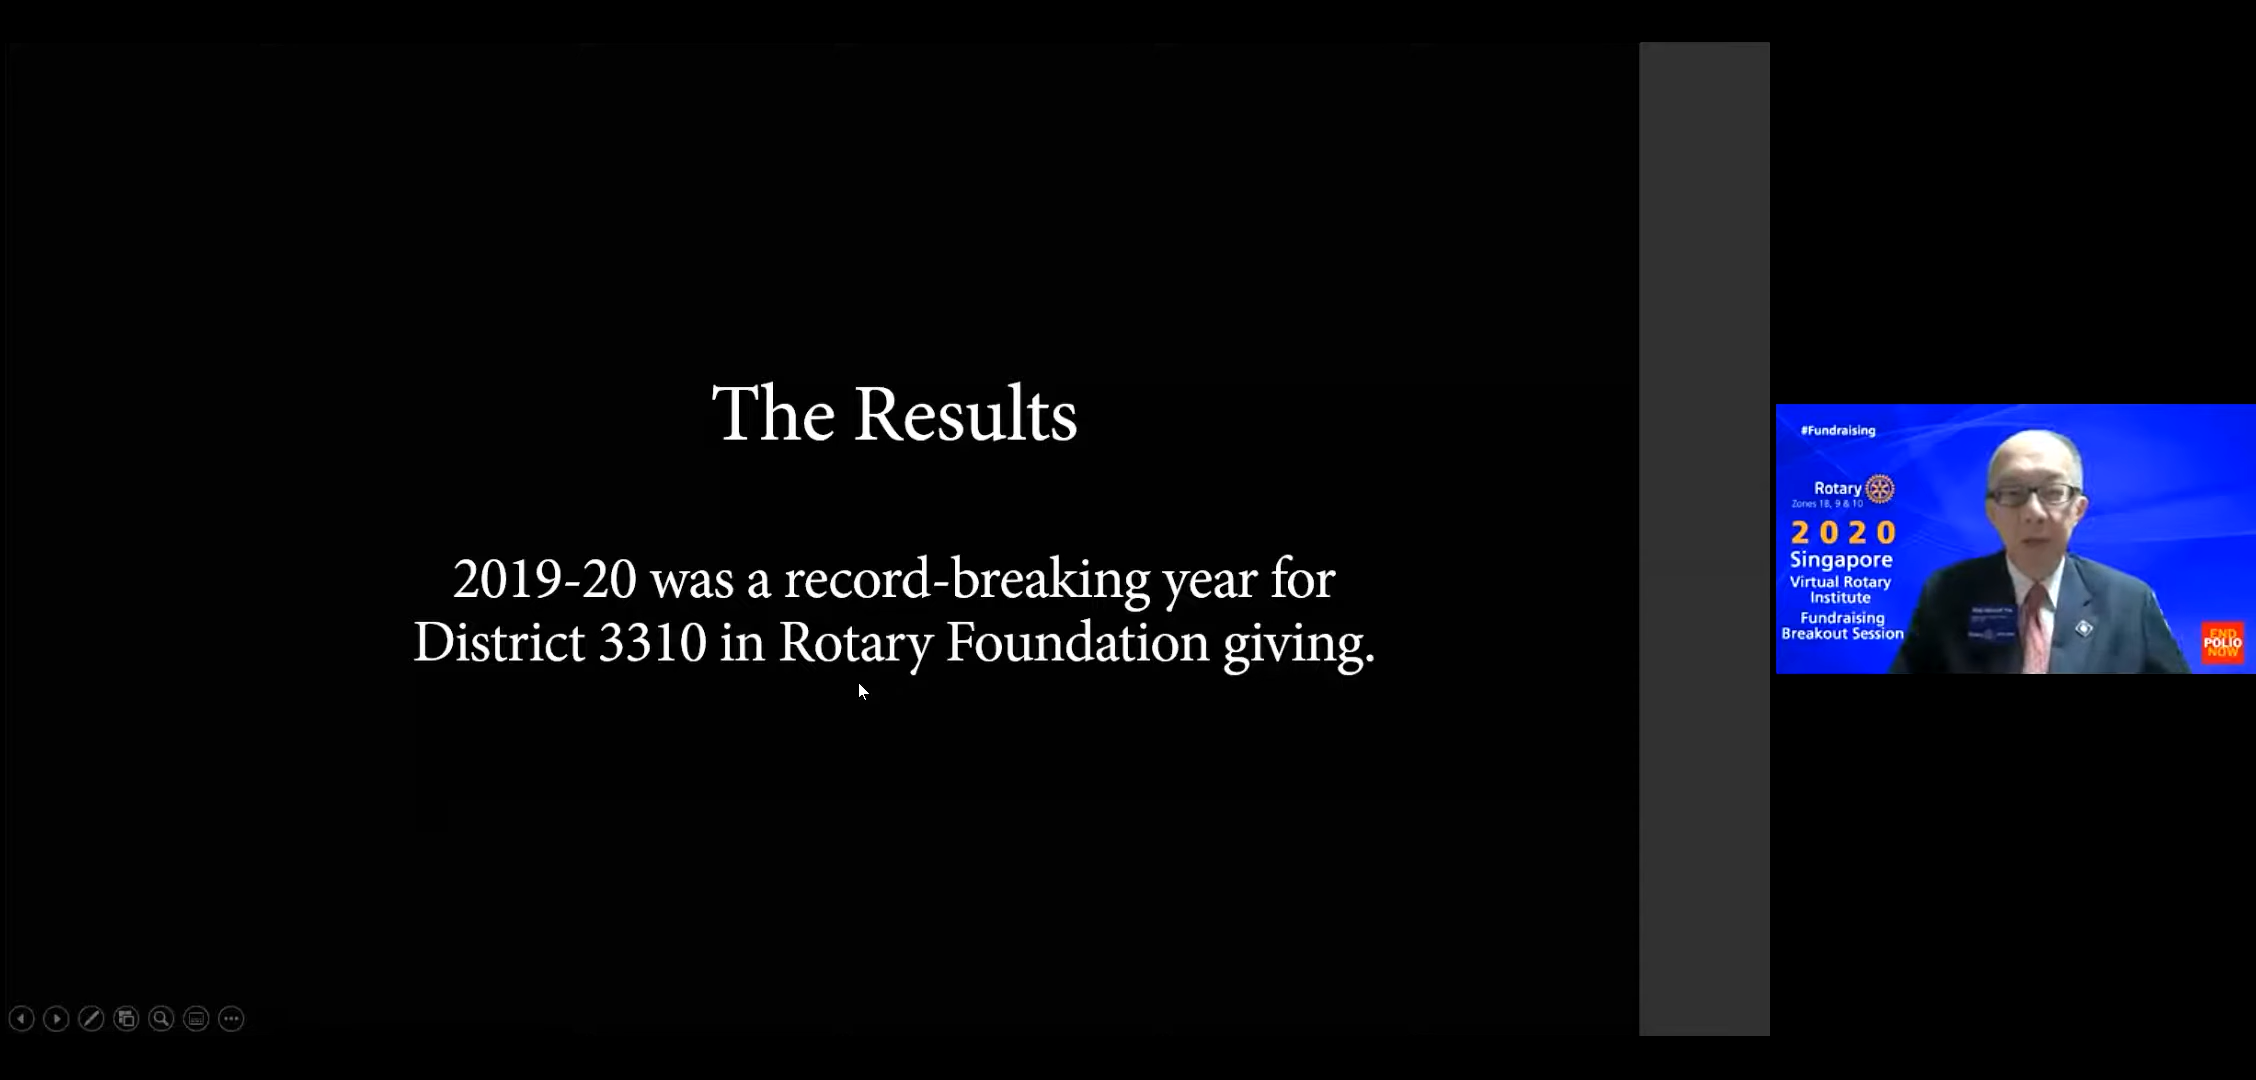 The Results
2019-20 was a record-breaking year for
District 3310 in Rotary Foundation giving.
#Fundraising
Rotary
Zones 1B, 9 & 10
2020
Singapore
Virtual Rotary
Institute
Fundraising
Breakout Session
END
POLIO
NOW